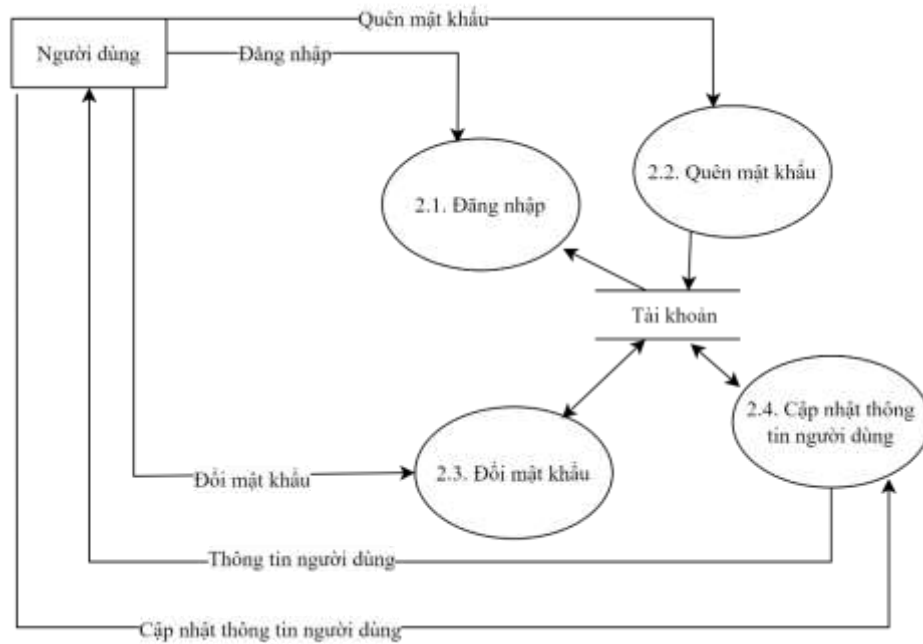 Quên mật khẩu
Người dùng
Đăng nhập
2.2. Quên mật khẩu
2.1. Đăng nhập
Tài khoản
2.4. Cập nhật thông
tin người dùng
2.3. Đổi mật khẩu
Đổi mật khẩu
Thông tin người dùng
Cập nhật thông tin người dùng